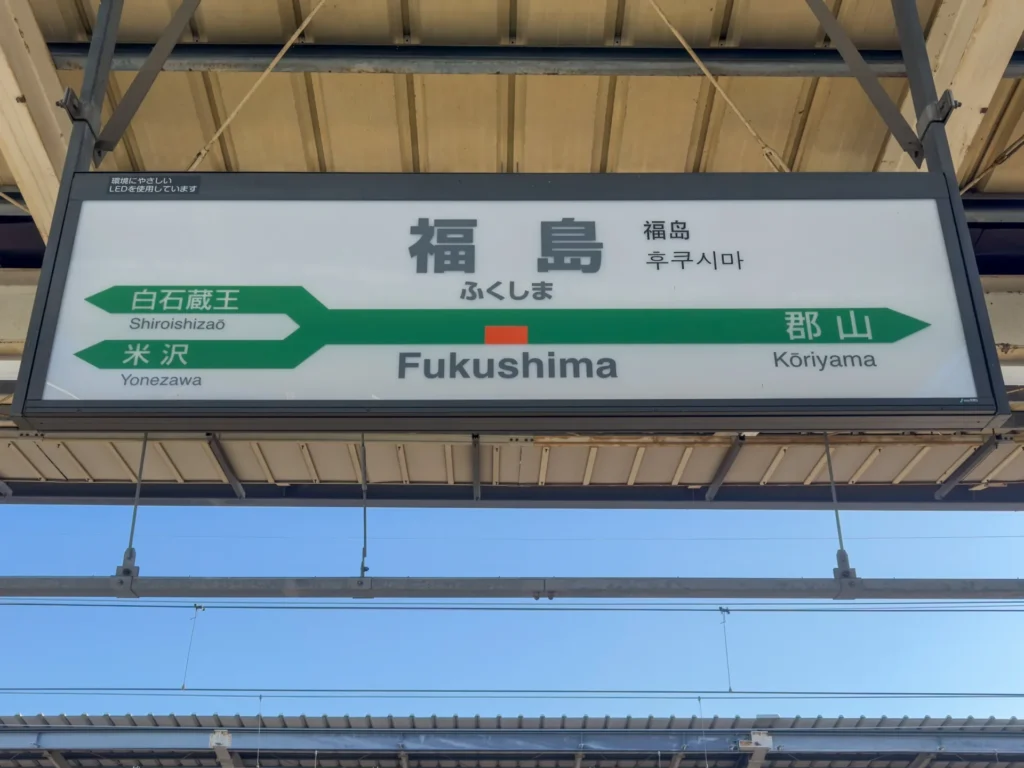 環境にやさしい
LEDを使用しています
福島
福岛
후쿠시마
ふくしま
白石蔵王
Shiroishizaō
米沢
Yonezawa
Fukushima
郡山
Kōriyama